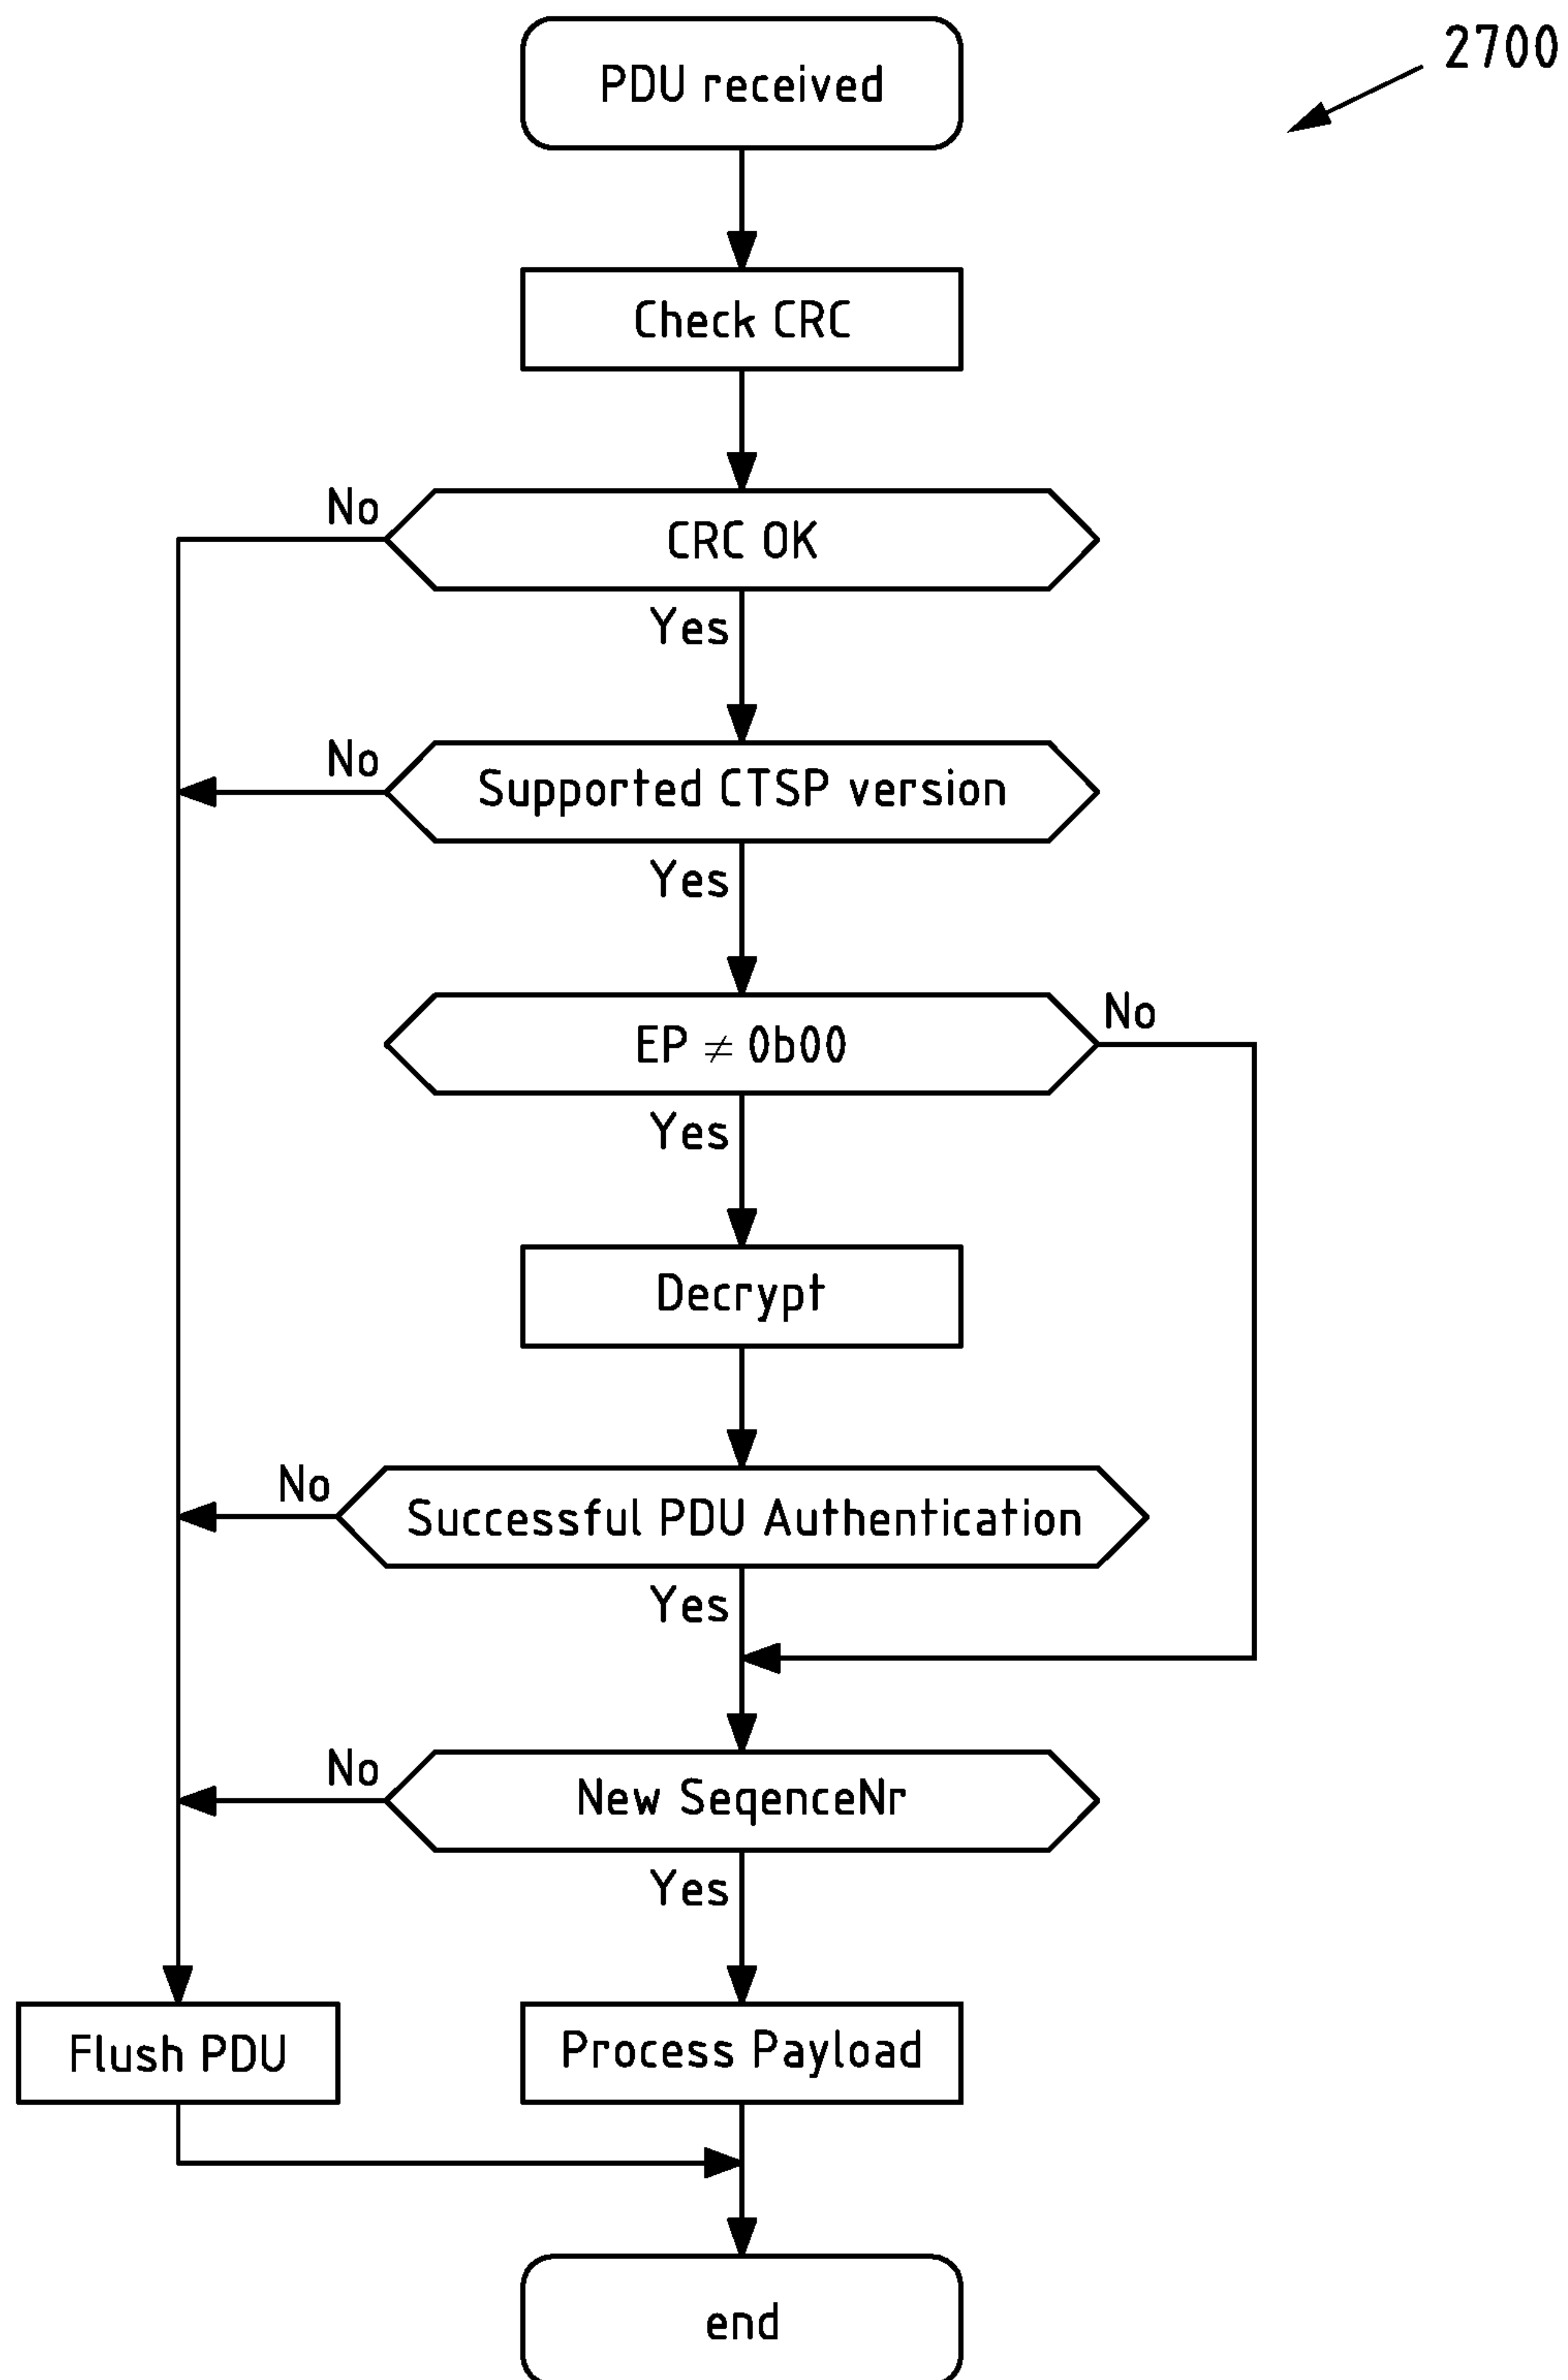 2700
PDU received
Check CRC
No
CRC OK
Yes
No
Supported CTSP version
Yes
EP ≠ 0b00
No
Yes
Decrypt
No
Successful PDU Authentication
Yes
No
New SeqenceNr
Yes
Flush PDU
Process Payload
end